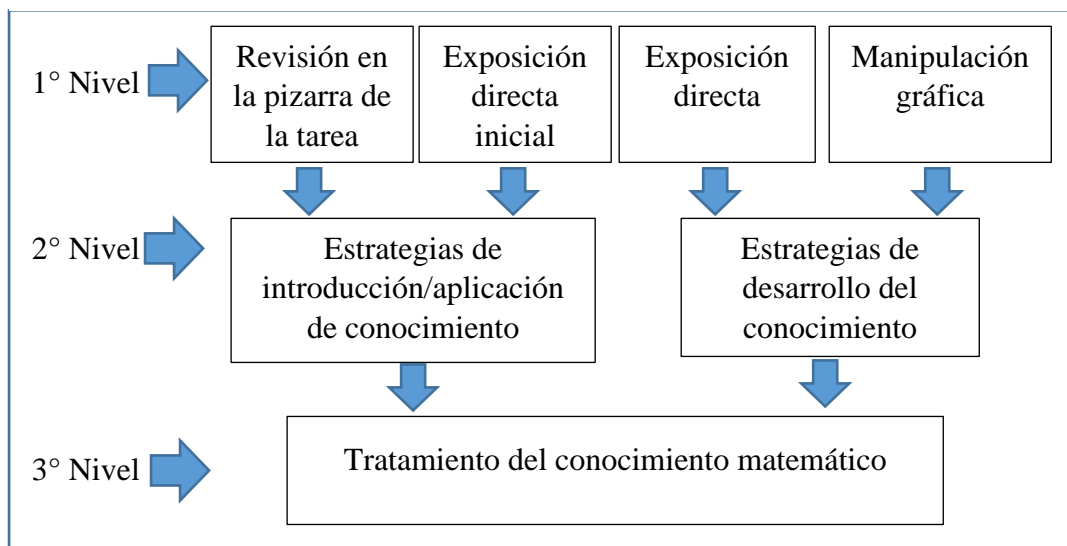 1° Nivel
Revisión en
la pizarra de
la tarea
Exposición
directa
inicial
Exposición
directa
Manipulación
gráfica
2° Nivel
Estrategias de
introducción/aplicación
de conocimiento
Estrategias de
desarrollo del
conocimiento
3° Nivel
Tratamiento del conocimiento matemático